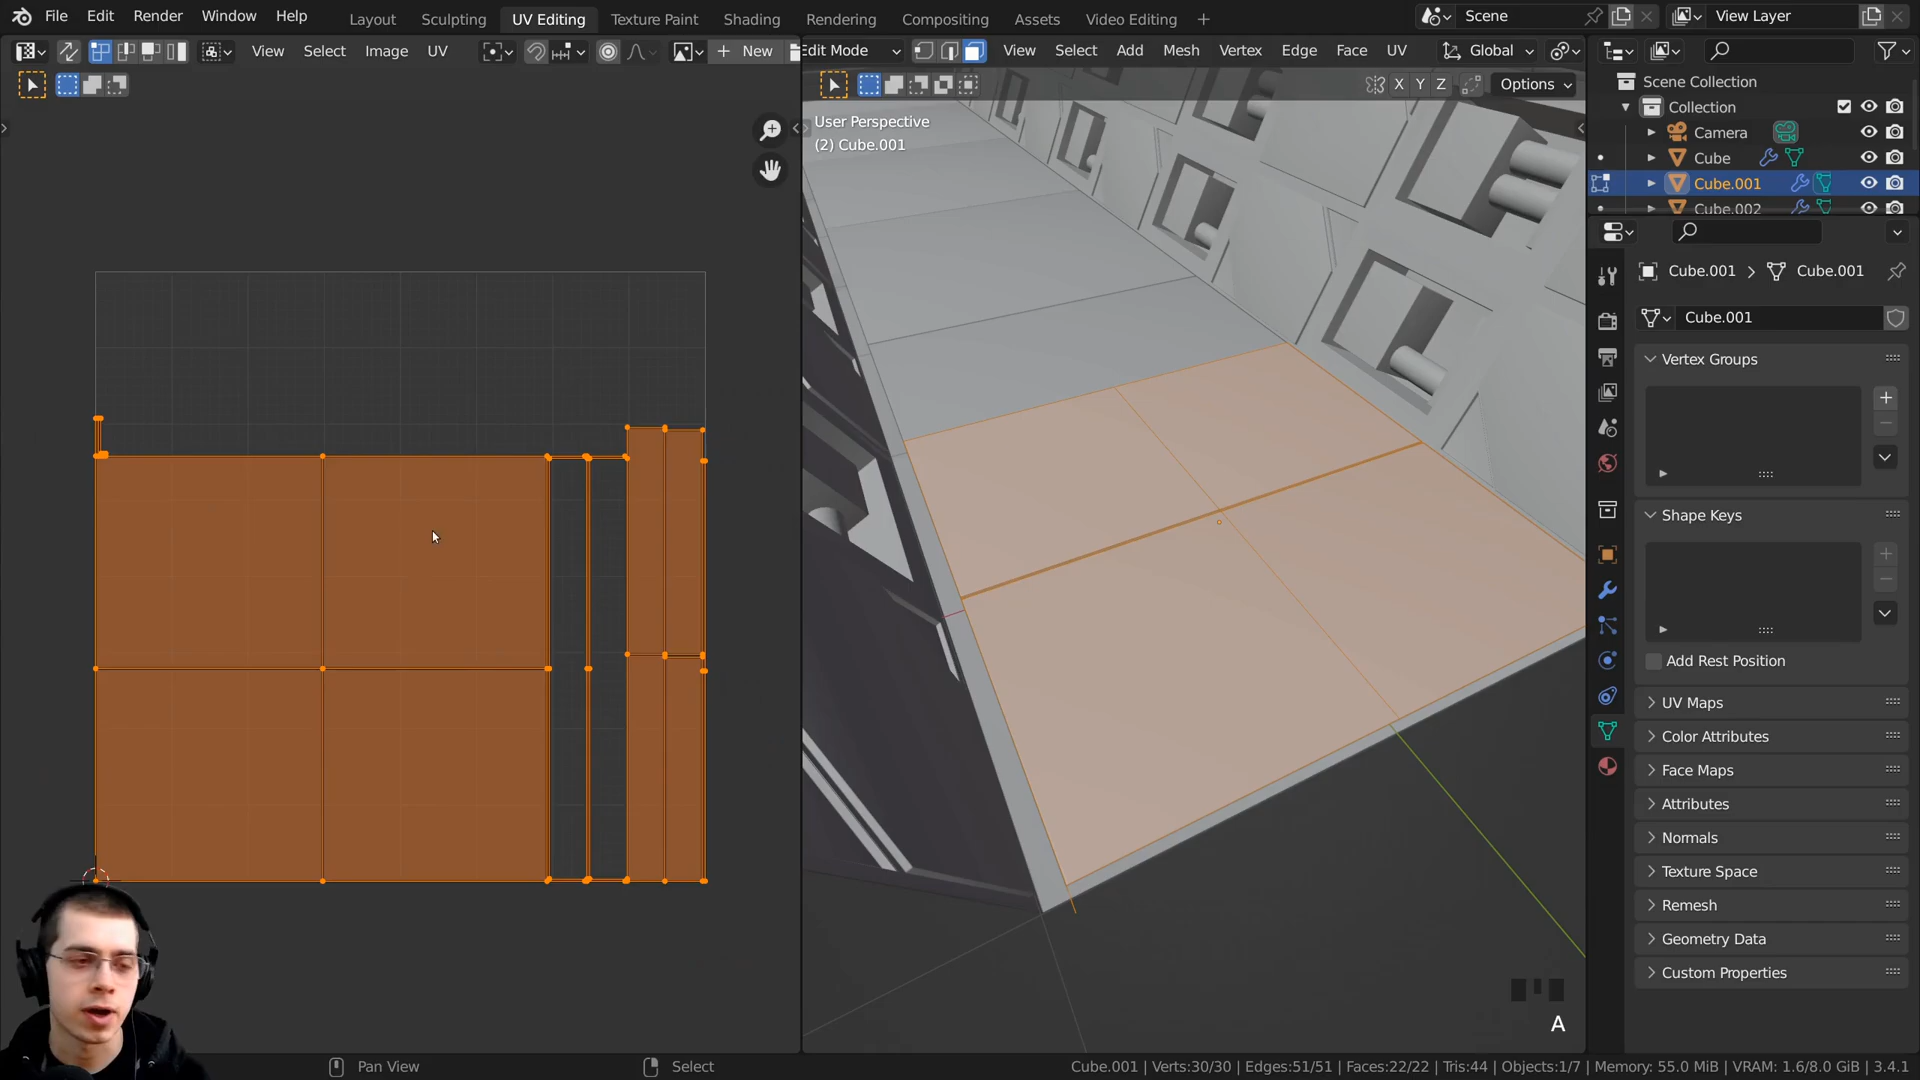 File Edit Render Window Help
Layout Sculpting UV Editing Texture Paint Shading Rendering Compositing Assets Video Editing
Scene
View Layer
View Select Image UV
New
Edit Mode
View Select Add Mesh Vertex Edge Face UV
Global
X Y Z
Options
User Perspective
(2) Cube.001
Scene Collection
Collection
Camera
Cube
Cube.001
Cube.002
Cube.001 > Cube.001
Cube.001
Vertex Groups
Shape Keys
Add Rest Position
UV Maps
Color Attributes
Face Maps
Attributes
Normals
Texture Space
Remesh
Geometry Data
Custom Properties
A
Pan View
Select
Cube.001 | Verts:30/30 | Edges:51/51 | Faces:22/22 | Tris:44 | Objects:1/7 | Memory: 55.0 MiB | VRAM: 1.6/8.0 GiB | 3.4.1